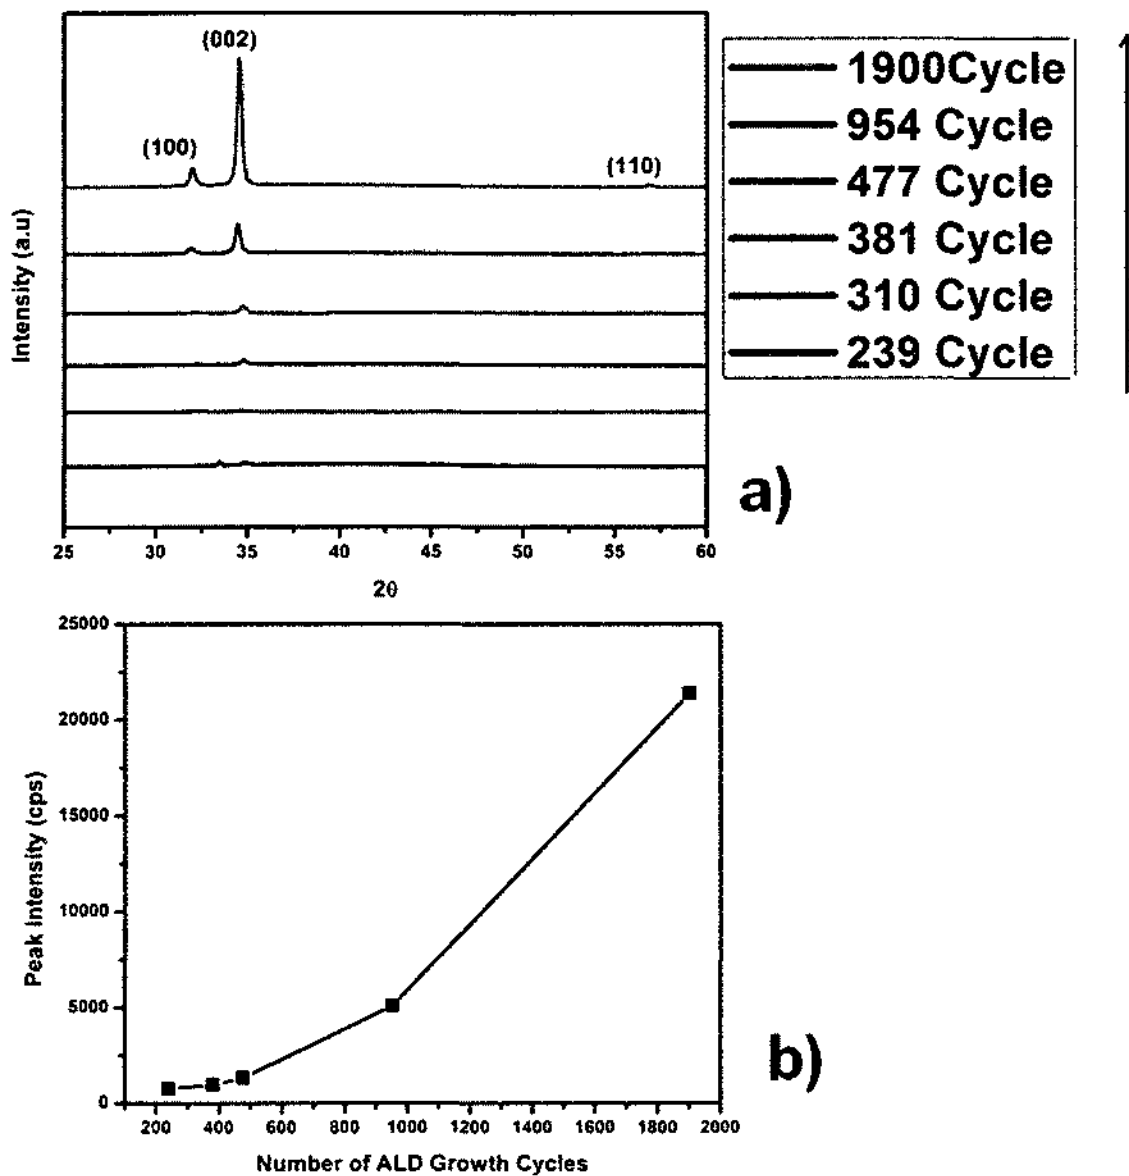 (002)
(100)
(110)
Intensity (a.u)
25 30 35 40 45 50 55 60
2θ
1900Cycle
954 Cycle
477 Cycle
381 Cycle
310 Cycle
239 Cycle
a)
25000
20000
15000
10000
5000
0
Peak Intensity (cps)
200 400 600 800 1000 1200 1400 1600 1800 2000
Number of ALD Growth Cycles
b)